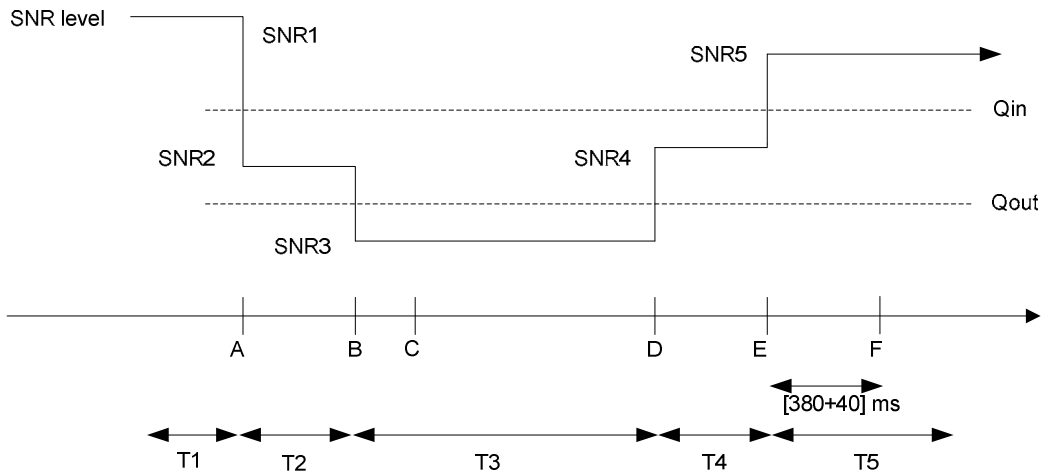 SNR level
SNR1
SNR5
Qin
SNR2
SNR4
Qout
SNR3
A
B
C
D
E
F
[380+40] ms
T1
T2
T3
T4
T5